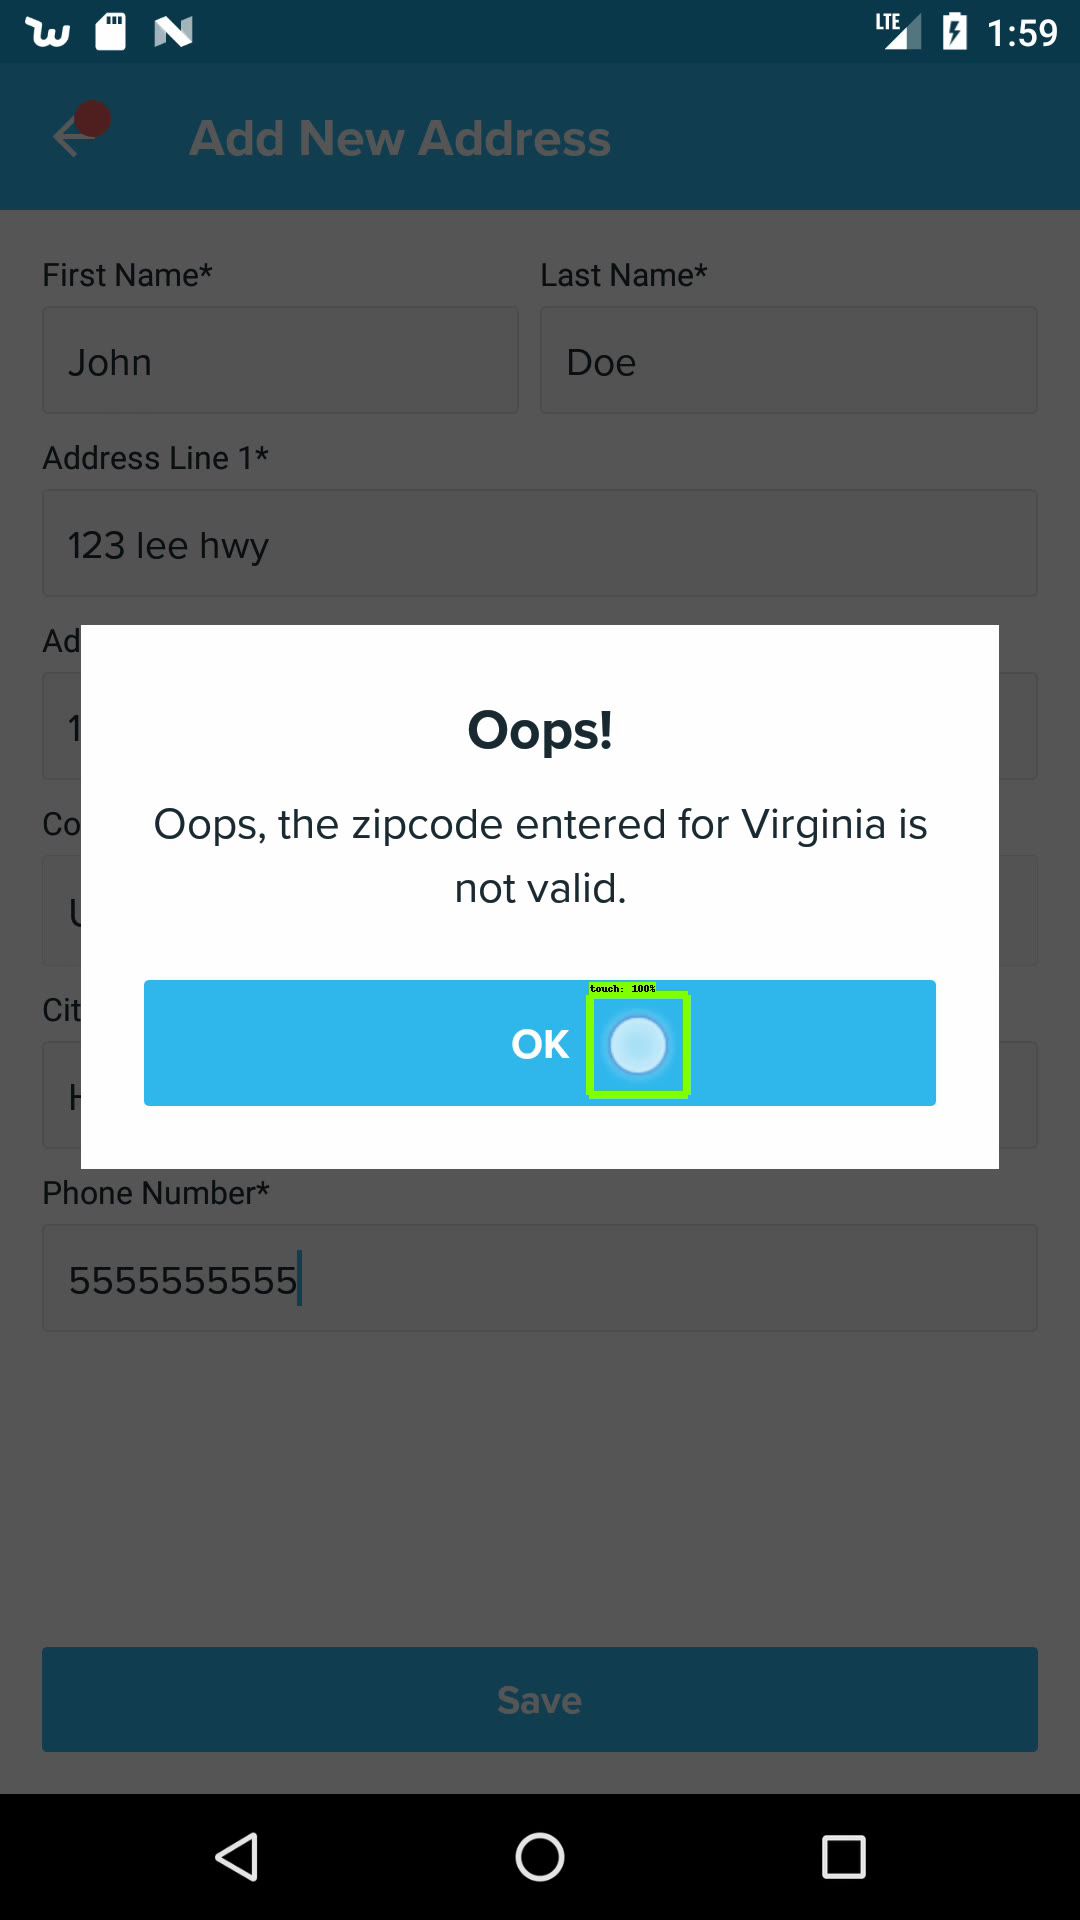 LTE 1:59
Add New Address
First Name* Last Name*
John Doe
Address Line 1*
123 lee hwy
Ad
1
Oops!
Co
Oops, the zipcode entered for Virginia is
not valid.
Cit
touch: 100%
OK
H
Phone Number*
5555555555
Save